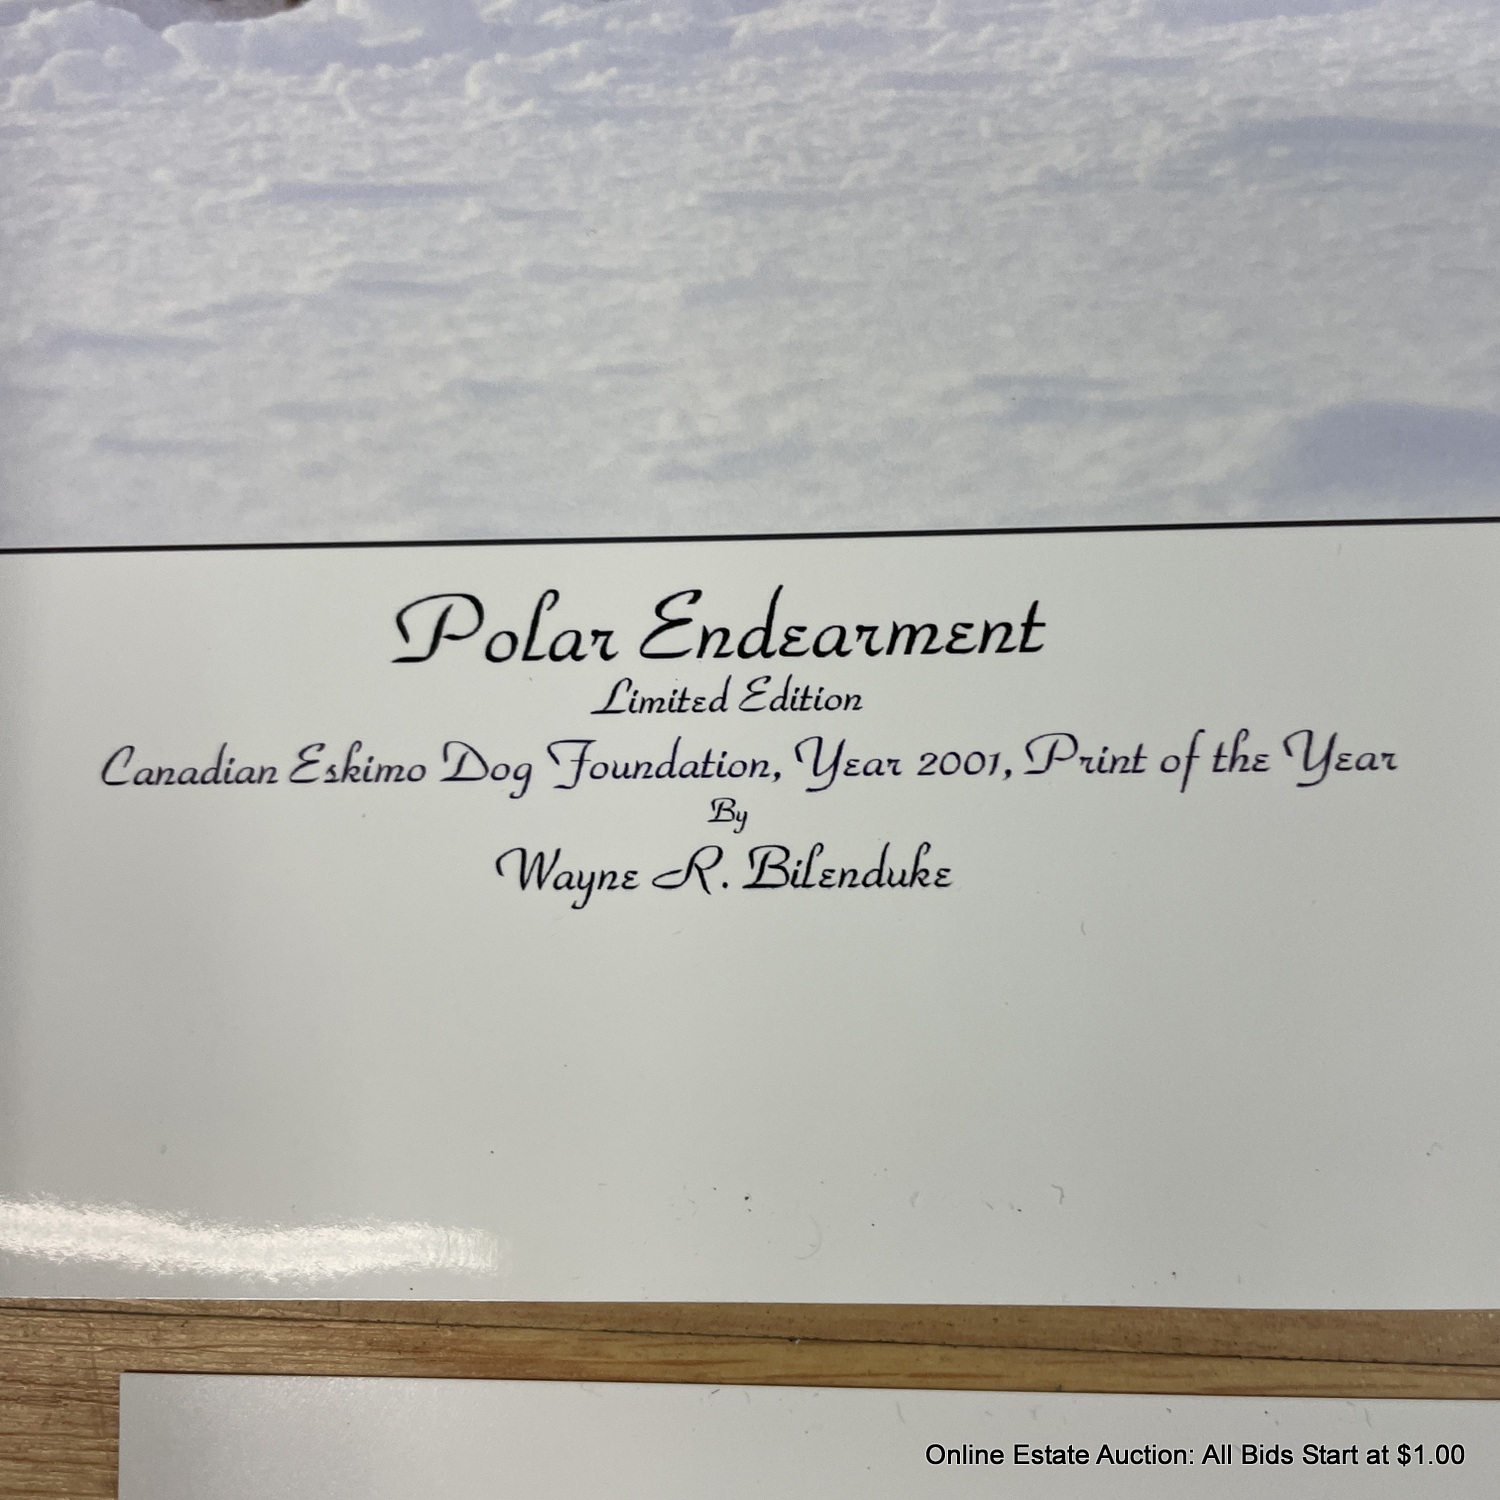 Polar Endearment
Limited Edition
Canadian Eskimo Dog Foundation, Year 2001, Print of the Year
By
Wayne R. Bilenduke
Online Estate Auction: All Bids Start at $1.00